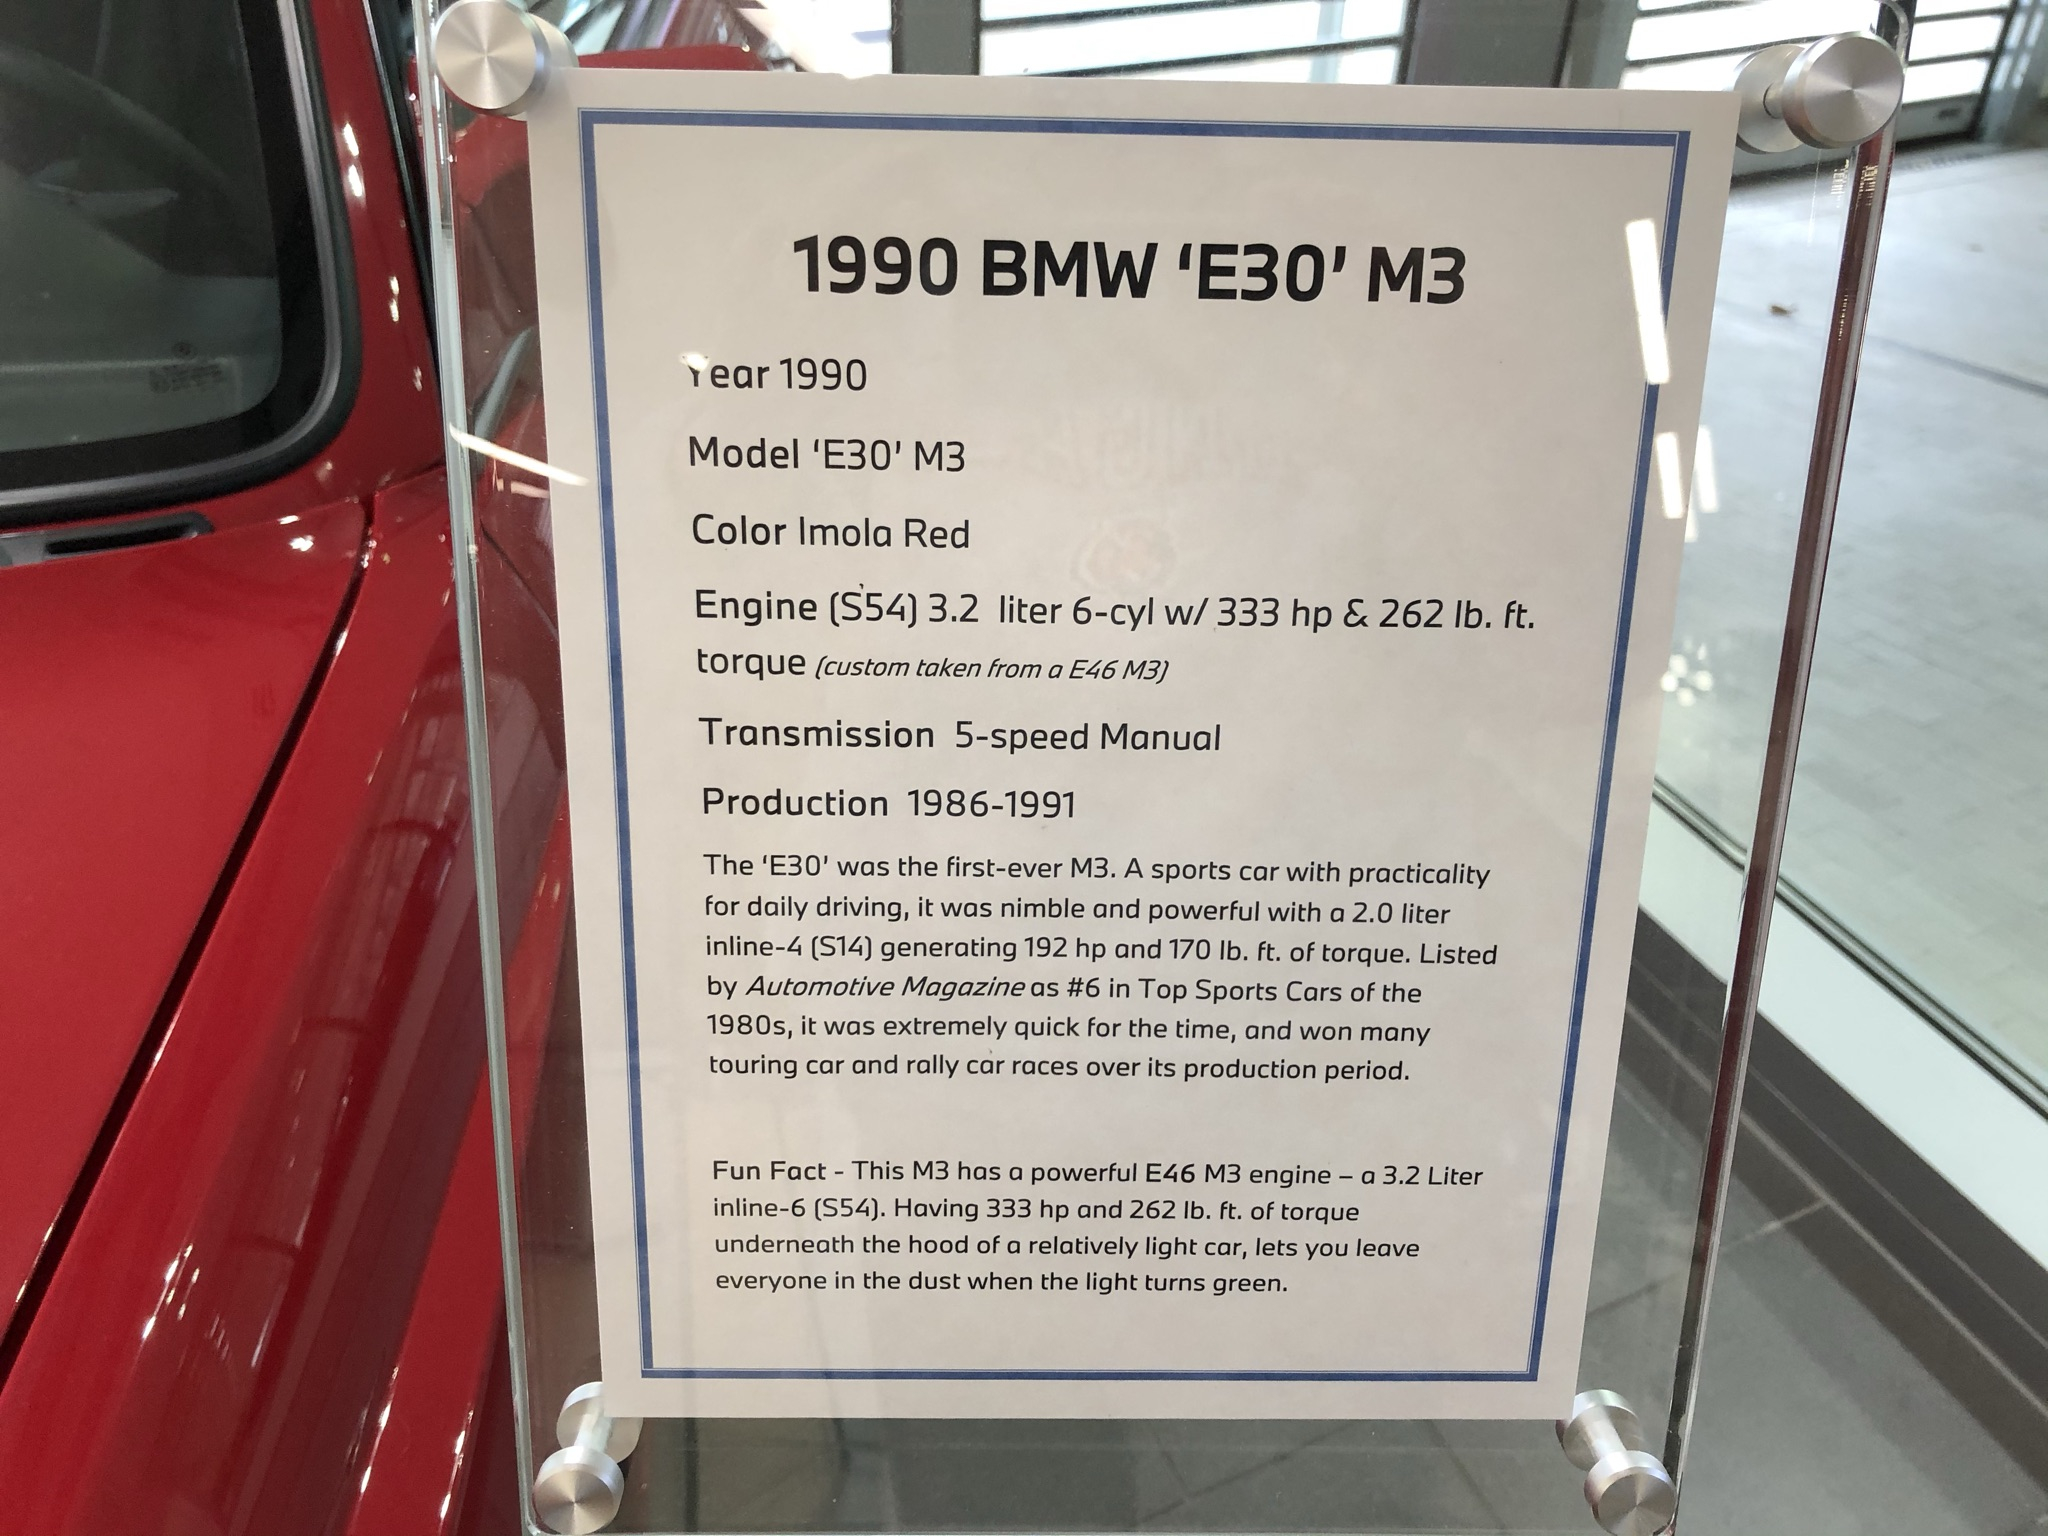 1990 BMW ‘E30’ M3
Year 1990
Model ‘E30’ M3
Color Imola Red
Engine (S54) 3.2 liter 6-cyl w/ 333 hp & 262 lb. ft.
torque (custom taken from a E46 M3)
Transmission 5-speed Manual
Production 1986-1991
The ‘E30’ was the first-ever M3. A sports car with practicality
for daily driving, it was nimble and powerful with a 2.0 liter
inline-4 (S14) generating 192 hp and 170 lb. ft. of torque. Listed
by Automotive Magazine as #6 in Top Sports Cars of the
1980s, it was extremely quick for the time, and won many
touring car and rally car races over its production period.
Fun Fact - This M3 has a powerful E46 M3 engine – a 3.2 Liter
inline-6 (S54). Having 333 hp and 262 lb. ft. of torque
underneath the hood of a relatively light car, lets you leave
everyone in the dust when the light turns green.